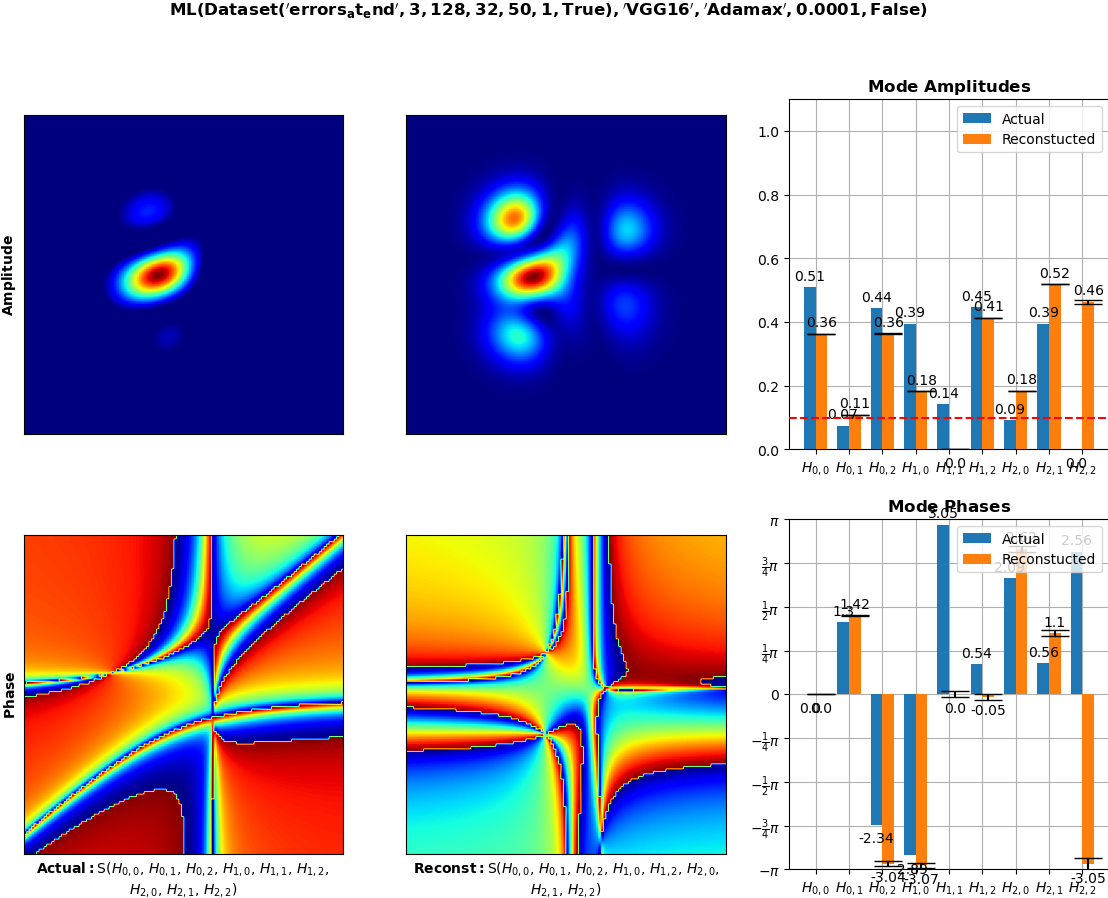 ML(Dataset('errors_at_end', 3, 128, 32, 50, 1, True), 'VGG16', 'Adamax', 0.0001, False)
Amplitude
Mode Amplitudes
Actual
Reconstucted
1.0
0.8
0.6
0.4
0.2
0.0
0.51
0.36
0.07
0.11
0.44
0.36
0.39
0.18
0.14
0.0
0.45
0.41
0.09
0.18
0.39
0.52
0.0
0.46
H0,0 H0,1 H0,2 H1,0 H1,1 H1,2 H2,0 H2,1 H2,2
Phase
Actual: S(H0,0, H0,1, H0,2, H1,0, H1,1, H1,2,
H2,0, H2,1, H2,2)
Reconst: S(H0,0, H0,1, H0,2, H1,0, H1,2, H2,0,
H2,1, H2,2)
Mode Phases
Actual
Reconstucted
π
3/4π
1/2π
1/4π
0
−1/4π
−1/2π
−3/4π
−π
0.0
0.0
1.3
1.42
-2.34
-3.04
-3.07
3.05
0.0
0.54
-0.05
0.56
1.1
2.56
-3.05
H0,0 H0,1 H0,2 H1,0 H1,1 H1,2 H2,0 H2,1 H2,2